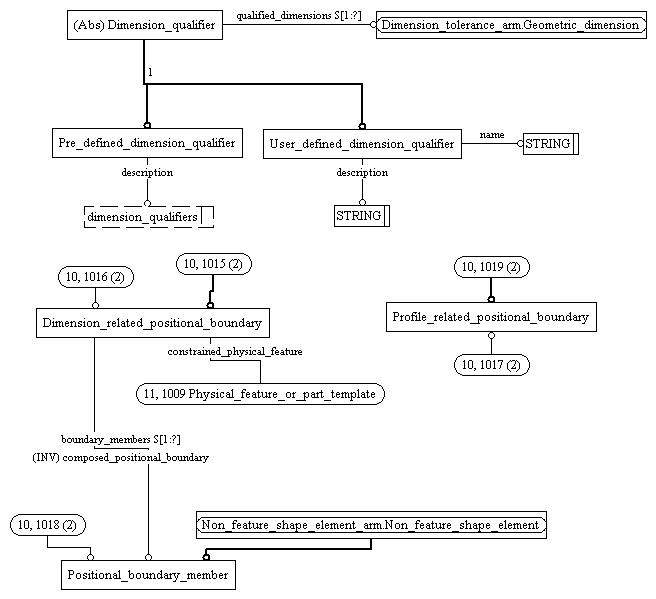 qualified_dimensions S[1:?]
(Abs) Dimension_qualifier
Dimension_tolerance_arm.Geometric_dimension
1
Pre_defined_dimension_qualifier
User_defined_dimension_qualifier
name
STRING
description
description
dimension_qualifiers
STRING
10, 1016 (2)
10, 1015 (2)
10, 1019 (2)
Dimension_related_positional_boundary
Profile_related_positional_boundary
constrained_physical_feature
10, 1017 (2)
11, 1009 Physical_feature_or_part_template
boundary_members S[1:?]
(INV) composed_positional_boundary
10, 1018 (2)
Non_feature_shape_element_arm.Non_feature_shape_element
Positional_boundary_member